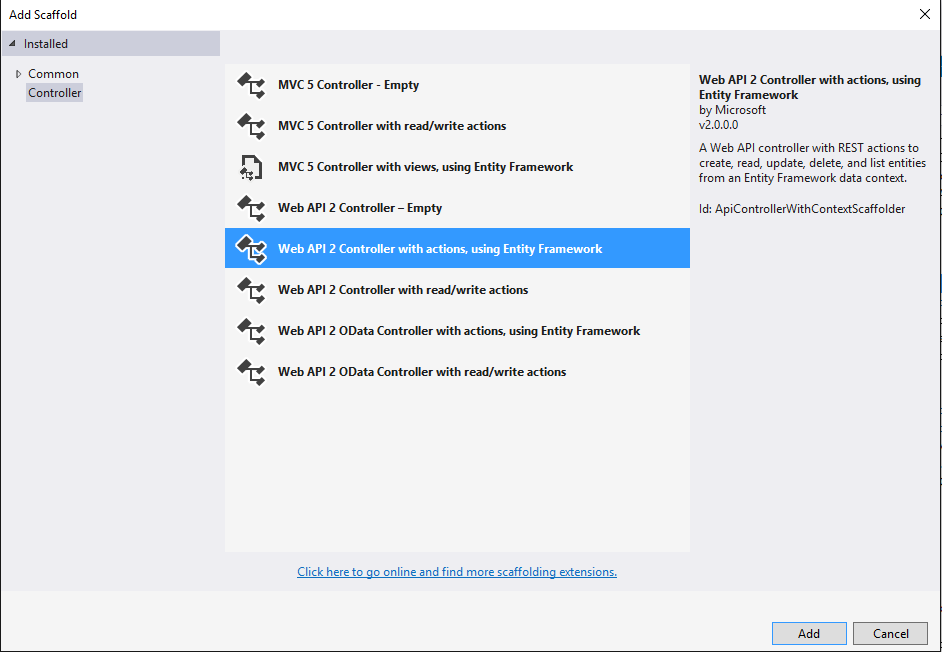 Add Scaffold
Installed
Common
Controller
MVC 5 Controller - Empty
MVC 5 Controller with read/write actions
MVC 5 Controller with views, using Entity Framework
Web API 2 Controller – Empty
Web API 2 Controller with actions, using Entity Framework
Web API 2 Controller with read/write actions
Web API 2 OData Controller with actions, using Entity Framework
Web API 2 OData Controller with read/write actions
Click here to go online and find more scaffolding extensions.
Web API 2 Controller with actions, using
Entity Framework
by Microsoft
v2.0.0.0
A Web API controller with REST actions to
create, read, update, delete, and list entities
from an Entity Framework data context.
Id: ApiControllerWithContextScaffolder
Add
Cancel